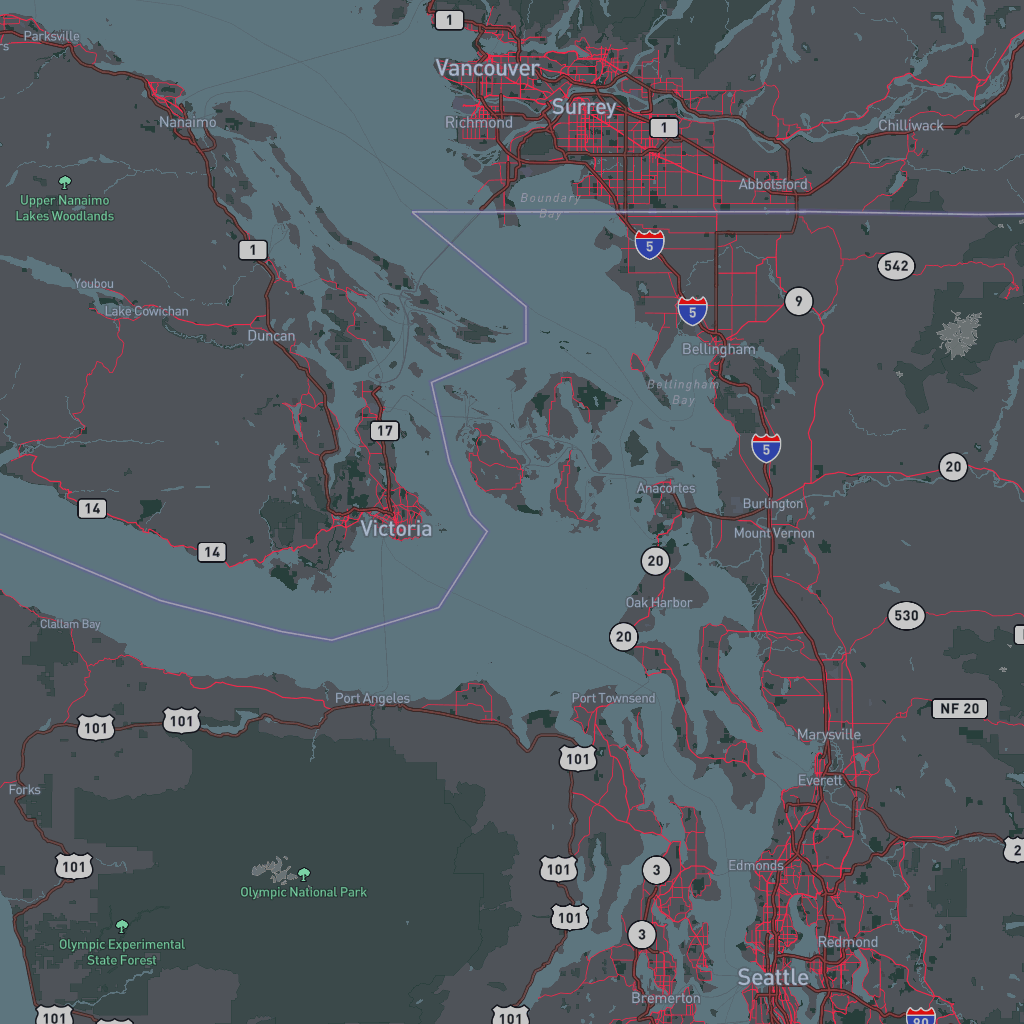 1
Parksville
Vancouver
Surrey
Nanaimo
Richmond
1
Chilliwack
Abbotsford
Upper Nanaimo
Lakes Woodlands
Boundary
Bay
1
5
542
Youbou
Lake Cowichan
9
5
Duncan
Bellingham
Bellingham
Bay
17
5
20
14
Anacortes
Burlington
Victoria
Mount Vernon
14
20
Oak Harbor
530
Clallam Bay
20
Port Angeles
Port Townsend
NF 20
101
101
Marysville
101
Everett
Forks
2
101
101
3
Edmonds
Olympic National Park
101
3
Olympic Experimental
State Forest
Redmond
Seattle
Bremerton
101
101
90